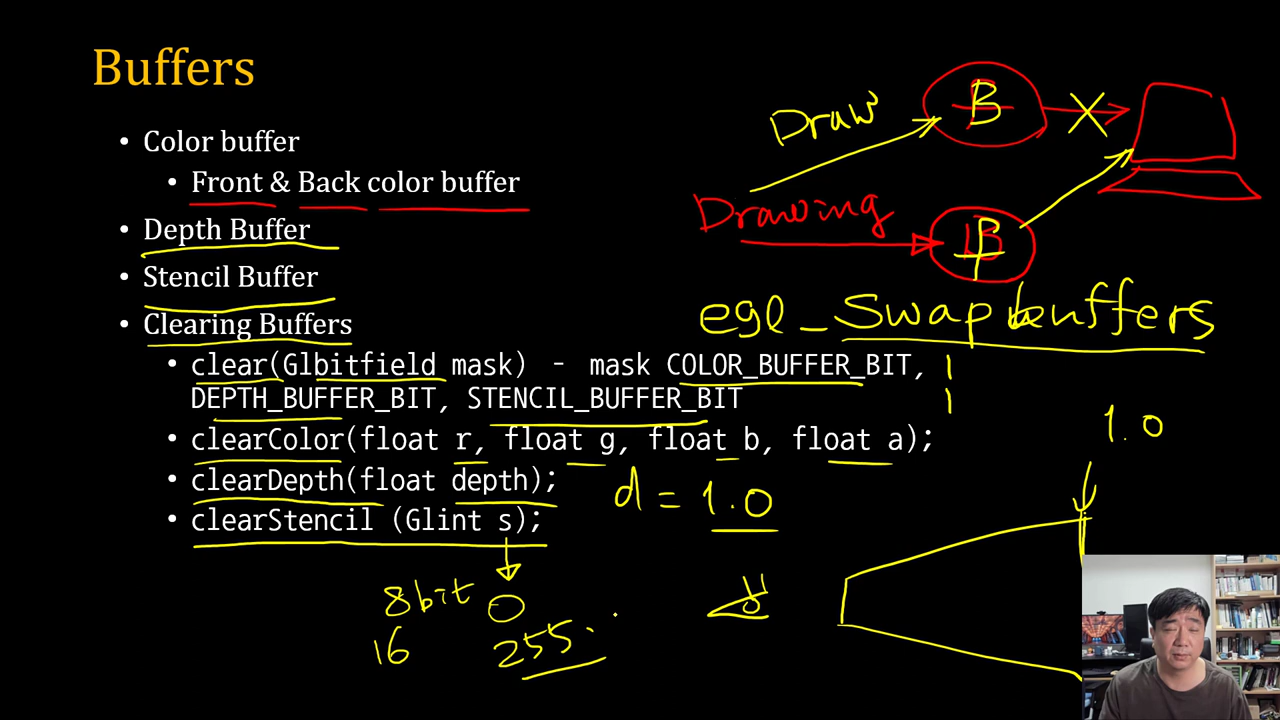 Buffers
• Color buffer
• Front & Back color buffer
• Depth Buffer
• Stencil Buffer
• Clearing Buffers
• clear(Glbitfield mask) - mask COLOR_BUFFER_BIT,
DEPTH_BUFFER_BIT, STENCIL_BUFFER_BIT
• clearColor(float r, float g, float b, float a);
• clearDepth(float depth);
• clearStencil (Glint s);
Draw
B
Drawing
egl_Swapbuffers
d = 1.0
1.0
8bit 0
16 255